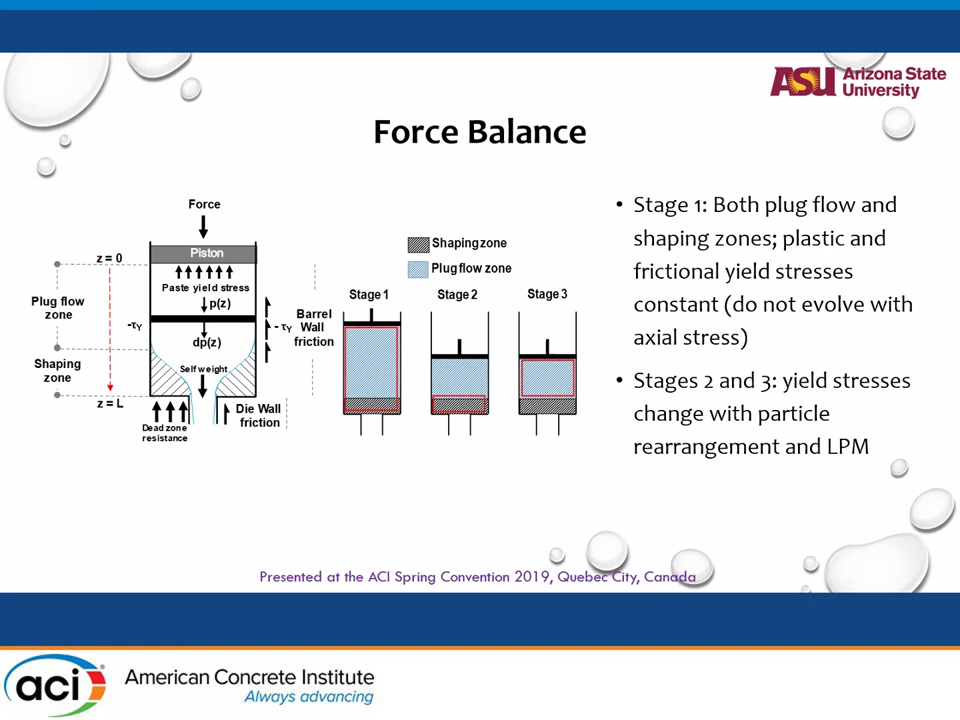 ASU Arizona State
University
Force Balance
Force
Piston
z = 0
Paste yield stress
p(z)
Plug flow
zone
-τY
dp(z)
- τY
Barrel
Wall
friction
Shaping
zone
Self weight
z = L
Die Wall
friction
Dead zone
resistance
Shaping zone
Plug flow zone
Stage 1
Stage 2
Stage 3
• Stage 1: Both plug flow and
shaping zones; plastic and
frictional yield stresses
constant (do not evolve with
axial stress)
• Stages 2 and 3: yield stresses
change with particle
rearrangement and LPM
Presented at the ACI Spring Convention 2019, Quebec City, Canada
aci American Concrete Institute
Always advancing